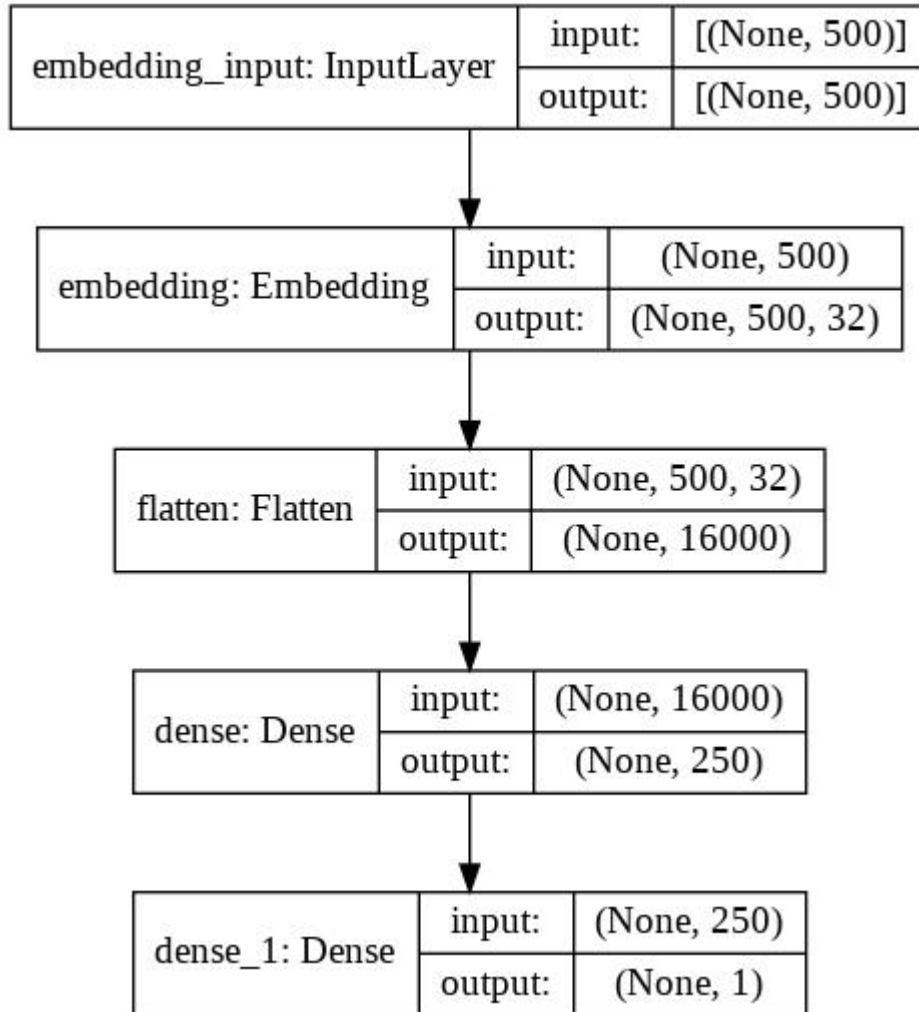 embedding_input: InputLayer
input: [(None, 500)]
output: [(None, 500)]
embedding: Embedding
input: (None, 500)
output: (None, 500, 32)
flatten: Flatten
input: (None, 500, 32)
output: (None, 16000)
dense: Dense
input: (None, 16000)
output: (None, 250)
dense_1: Dense
input: (None, 250)
output: (None, 1)